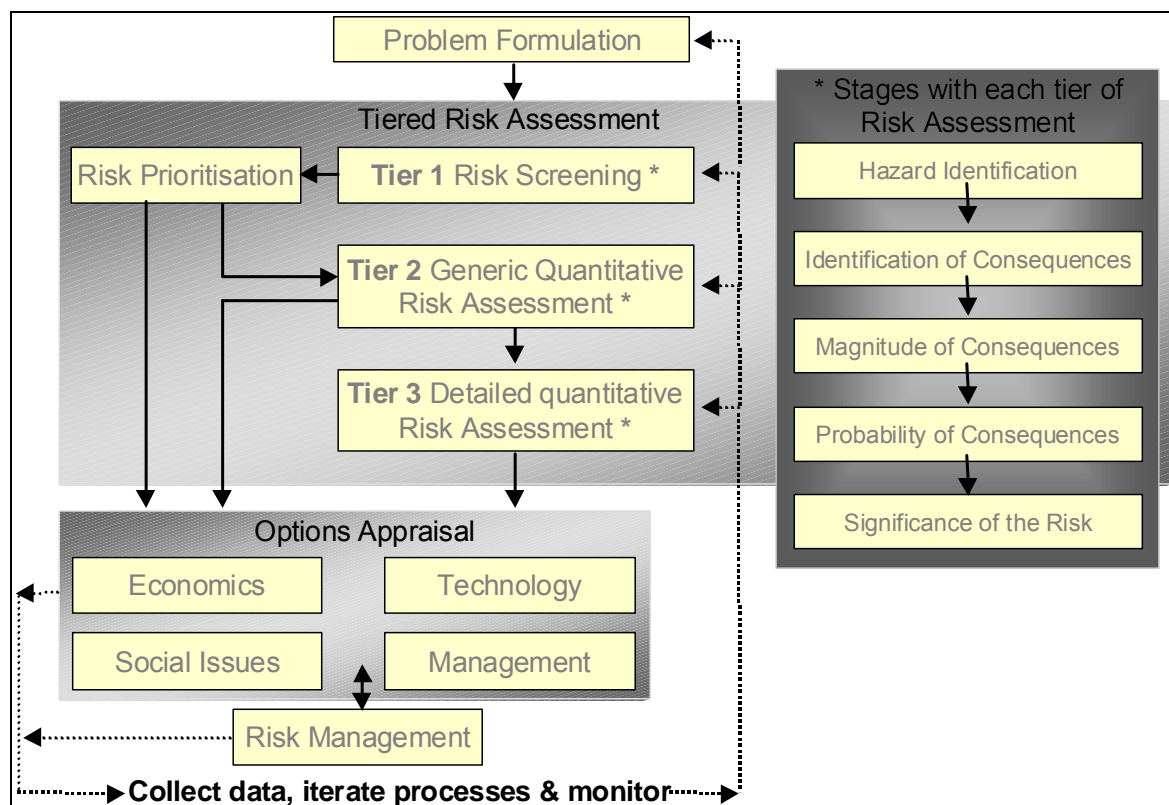 Problem Formulation
Tiered Risk Assessment
Risk Prioritisation
Tier 1 Risk Screening *
Tier 2 Generic Quantitative
Risk Assessment *
Tier 3 Detailed quantitative
Risk Assessment *
Options Appraisal
Economics
Technology
Social Issues
Management
Risk Management
Collect data, iterate processes & monitor
* Stages with each tier of
Risk Assessment
Hazard Identification
Identification of Consequences
Magnitude of Consequences
Probability of Consequences
Significance of the Risk